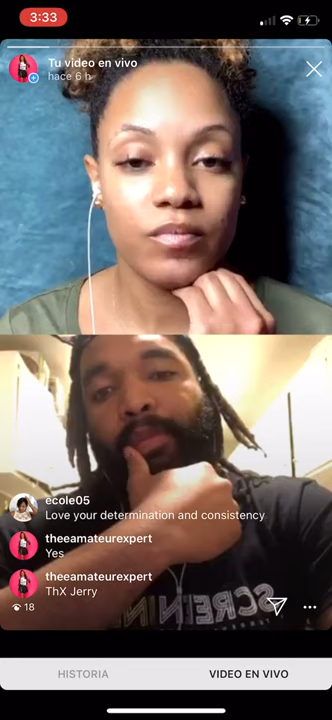 3:33
Tu video en vivo
hace 6 h
ecole05
Love your determination and consistency
theeamateurexpert
Yes
theeamateurexpert
ThX Jerry
18
HISTORIA
VIDEO EN VIVO